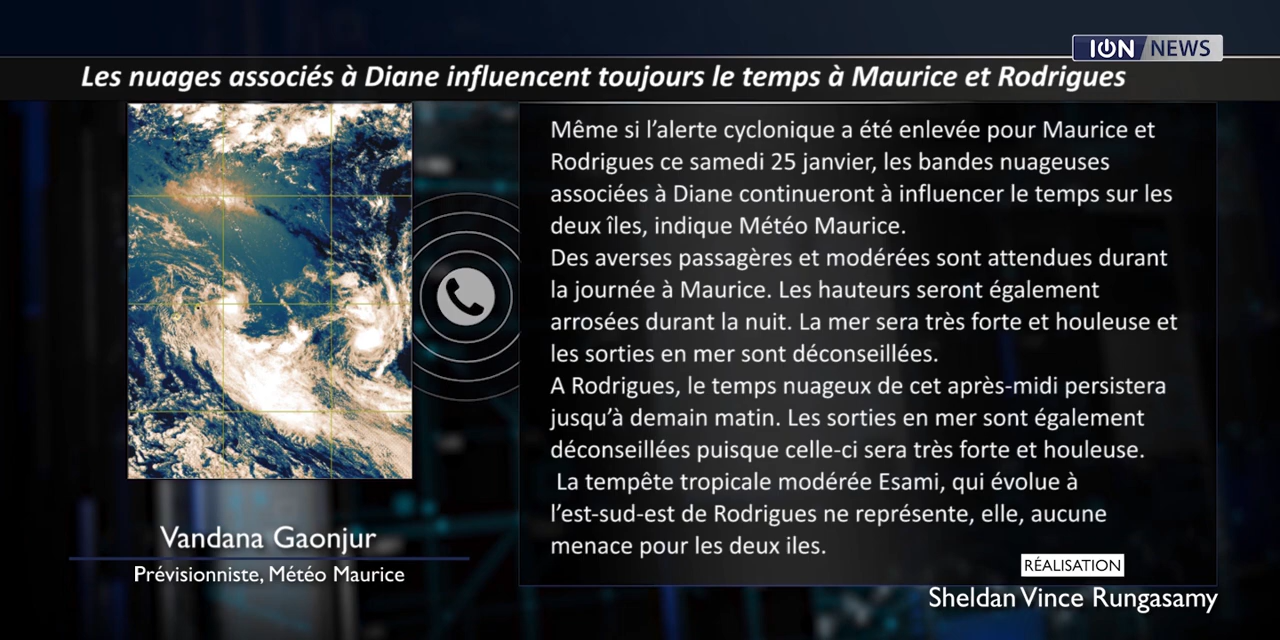 ION NEWS
Les nuages associés à Diane influencent toujours le temps à Maurice et Rodrigues
Même si l’alerte cyclonique a été enlevée pour Maurice et
Rodrigues ce samedi 25 janvier, les bandes nuageuses
associées à Diane continueront à influencer le temps sur les
deux îles, indique Météo Maurice.
Des averses passagères et modérées sont attendues durant
la journée à Maurice. Les hauteurs seront également
arrosées durant la nuit. La mer sera très forte et houleuse et
les sorties en mer sont déconseillées.
A Rodrigues, le temps nuageux de cet après-midi persistera
jusqu’à demain matin. Les sorties en mer sont également
déconseillées puisque celle-ci sera très forte et houleuse.
La tempête tropicale modérée Esami, qui évolue à
l’est-sud-est de Rodrigues ne représente, elle, aucune
menace pour les deux iles.
Vandana Gaonjur
Prévisionniste, Météo Maurice
RÉALISATION
Sheldan Vince Rungasamy